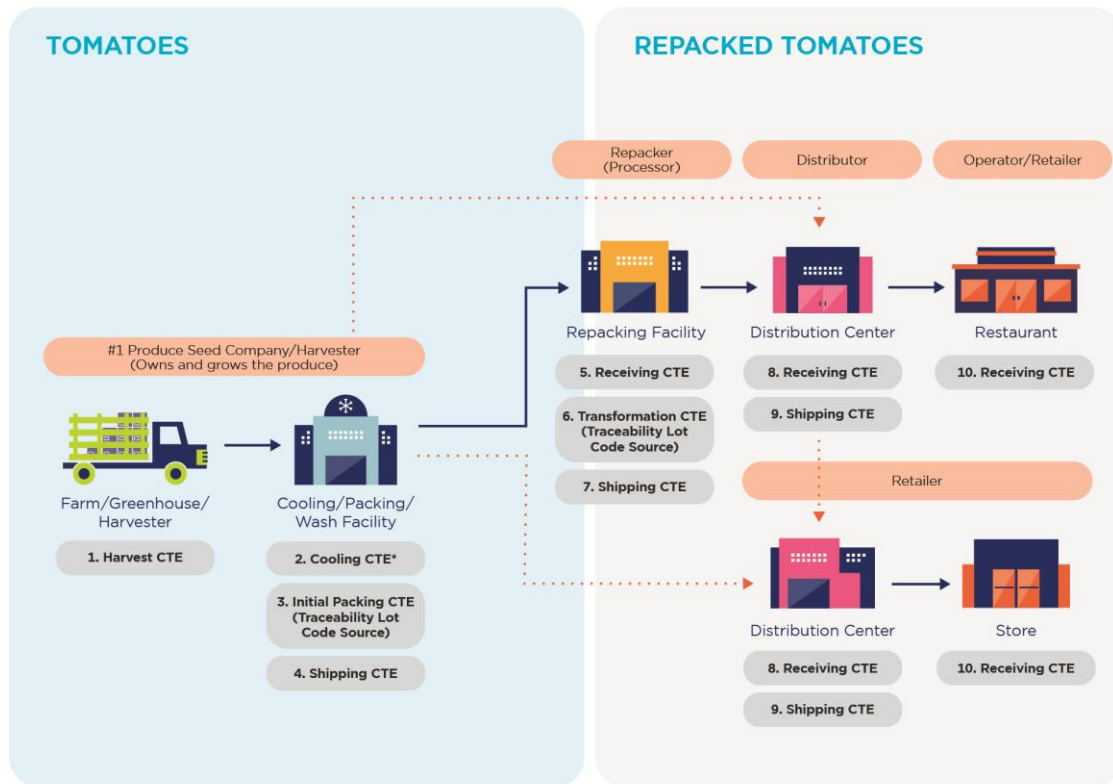 TOMATOES
REPACKED TOMATOES
Repacker
(Processor)
Distributor
Operator/Retailer
#1 Produce Seed Company/Harvester
(Owns and grows the produce)
Repacking Facility
Distribution Center
Restaurant
5. Receiving CTE
8. Receiving CTE
10. Receiving CTE
6. Transformation CTE
(Traceability Lot
Code Source)
9. Shipping CTE
7. Shipping CTE
Retailer
Farm/Greenhouse/
Harvester
Cooling/Packing/
Wash Facility
1. Harvest CTE
2. Cooling CTE*
3. Initial Packing CTE
(Traceability Lot
Code Source)
4. Shipping CTE
Distribution Center
Store
8. Receiving CTE
10. Receiving CTE
9. Shipping CTE